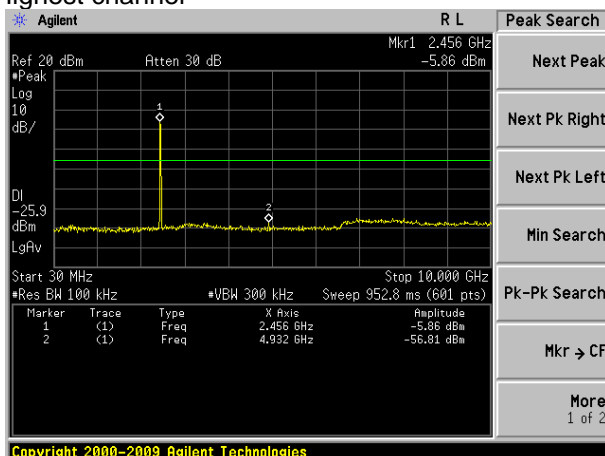 ighest channel
Agilent R L Peak Search
Mkr1 2.456 GHz
Ref 20 dBm Atten 30 dB -5.86 dBm
#Peak
Log
10
dB/
1
2
DI
-25.9
dBm
LgAv
Start 30 MHz Stop 10.000 GHz
#Res BW 100 kHz #VBW 300 kHz Sweep 952.8 ms (601 pts)
Marker Trace Type X Axis Amplitude
1 (1) Freq 2.456 GHz -5.86 dBm
2 (1) Freq 4.932 GHz -56.81 dBm
Copyright 2000-2009 Agilent Technologies
Next Peak
Next Pk Right
Next Pk Left
Min Search
Pk-Pk Search
Mkr → CF
More
1 of 2